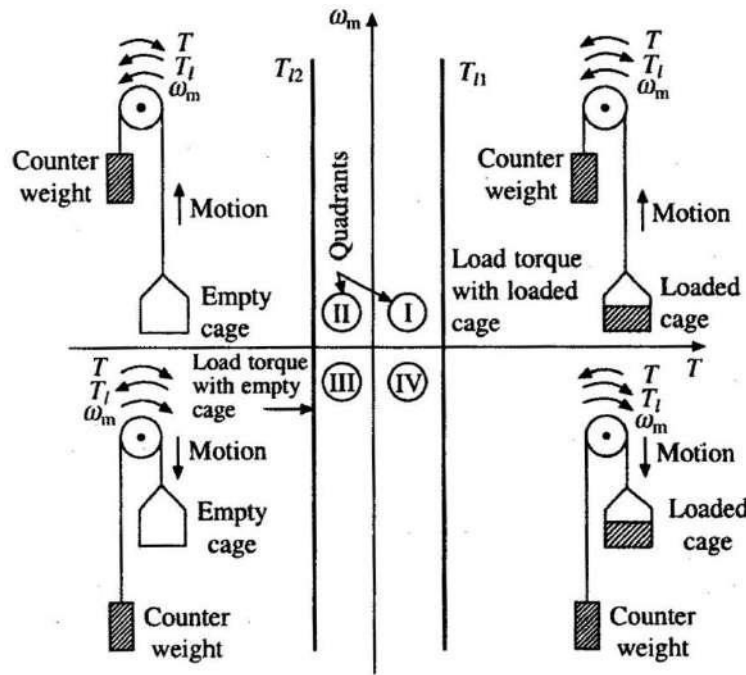 ωm
T
Tl
ωm
Counter
weight
Motion
Empty
cage
Tl2
Quadrants
II
I
Tl1
Load torque
with loaded
cage
T
Tl
ωm
Counter
weight
Motion
Loaded
cage
T
T
Tl
ωm
Motion
Empty
cage
Counter
weight
Load torque
with empty
cage
III
IV
T
Tl
ωm
Motion
Loaded
cage
Counter
weight